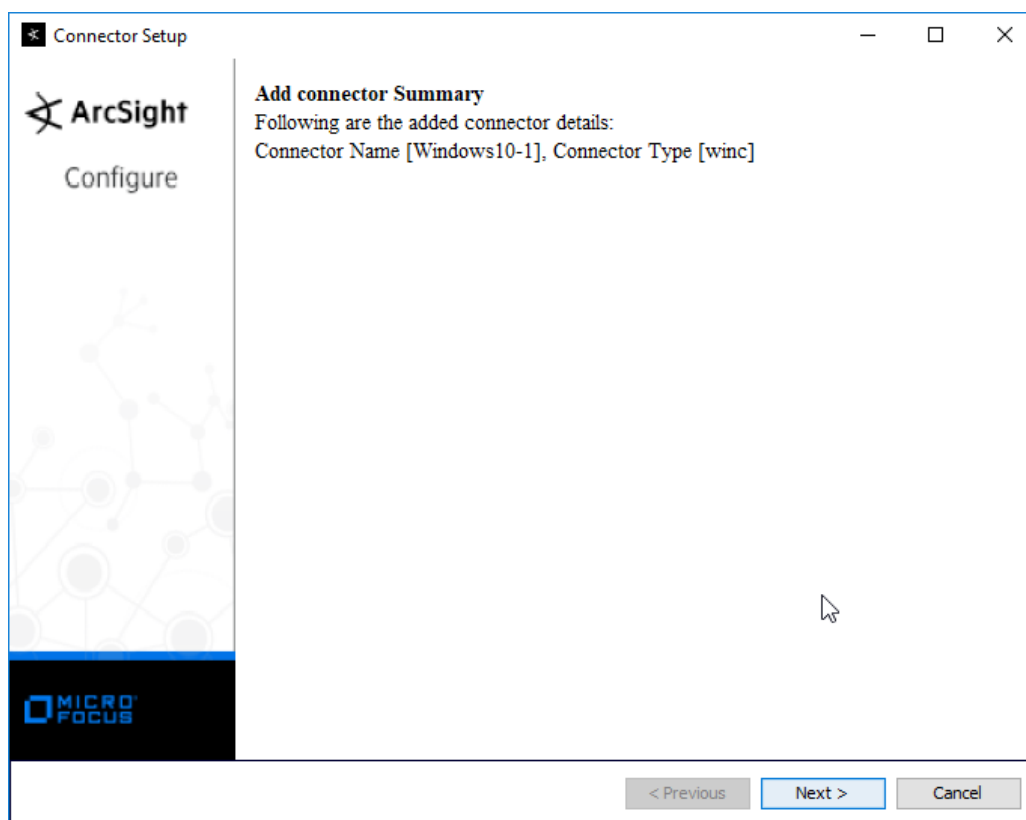 Connector Setup
ArcSight
Configure
Add connector Summary
Following are the added connector details:
Connector Name [Windows10-1], Connector Type [winc]
MICRO
FOCUS
< Previous
Next >
Cancel